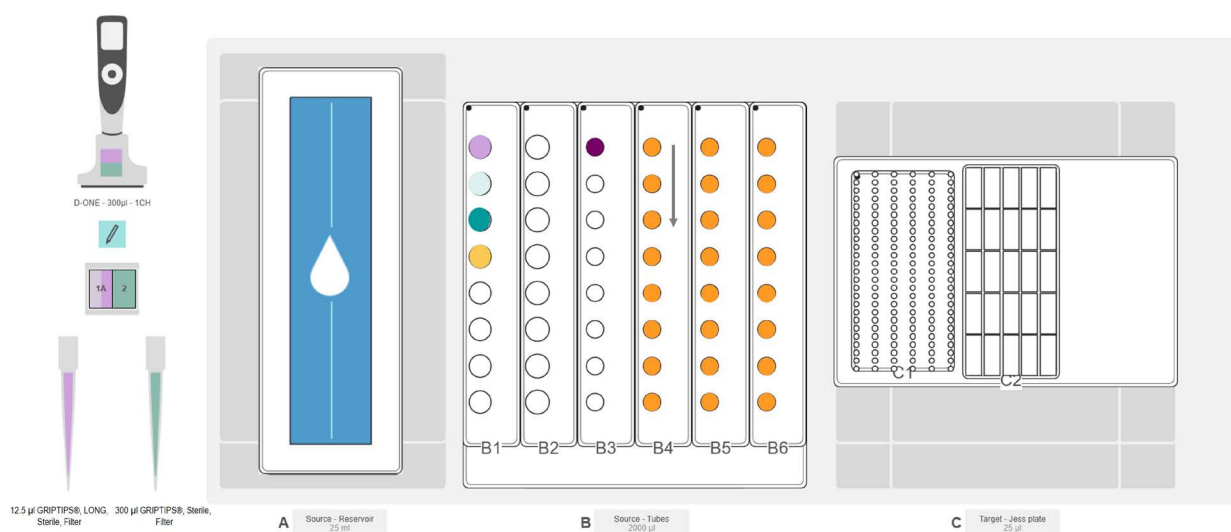 D-ONE - 300µl - 1CH
1A 2
12.5 µl GRIPTIPS®, LONG,
Sterile, Filter
300 µl GRIPTIPS®, Sterile,
Filter
B1 B2 B3 B4 B5 B6
C1 C2
A Source - Reservoir
25 ml
B Source - Tubes
2000 µl
C Target - Jess plate
25 µl